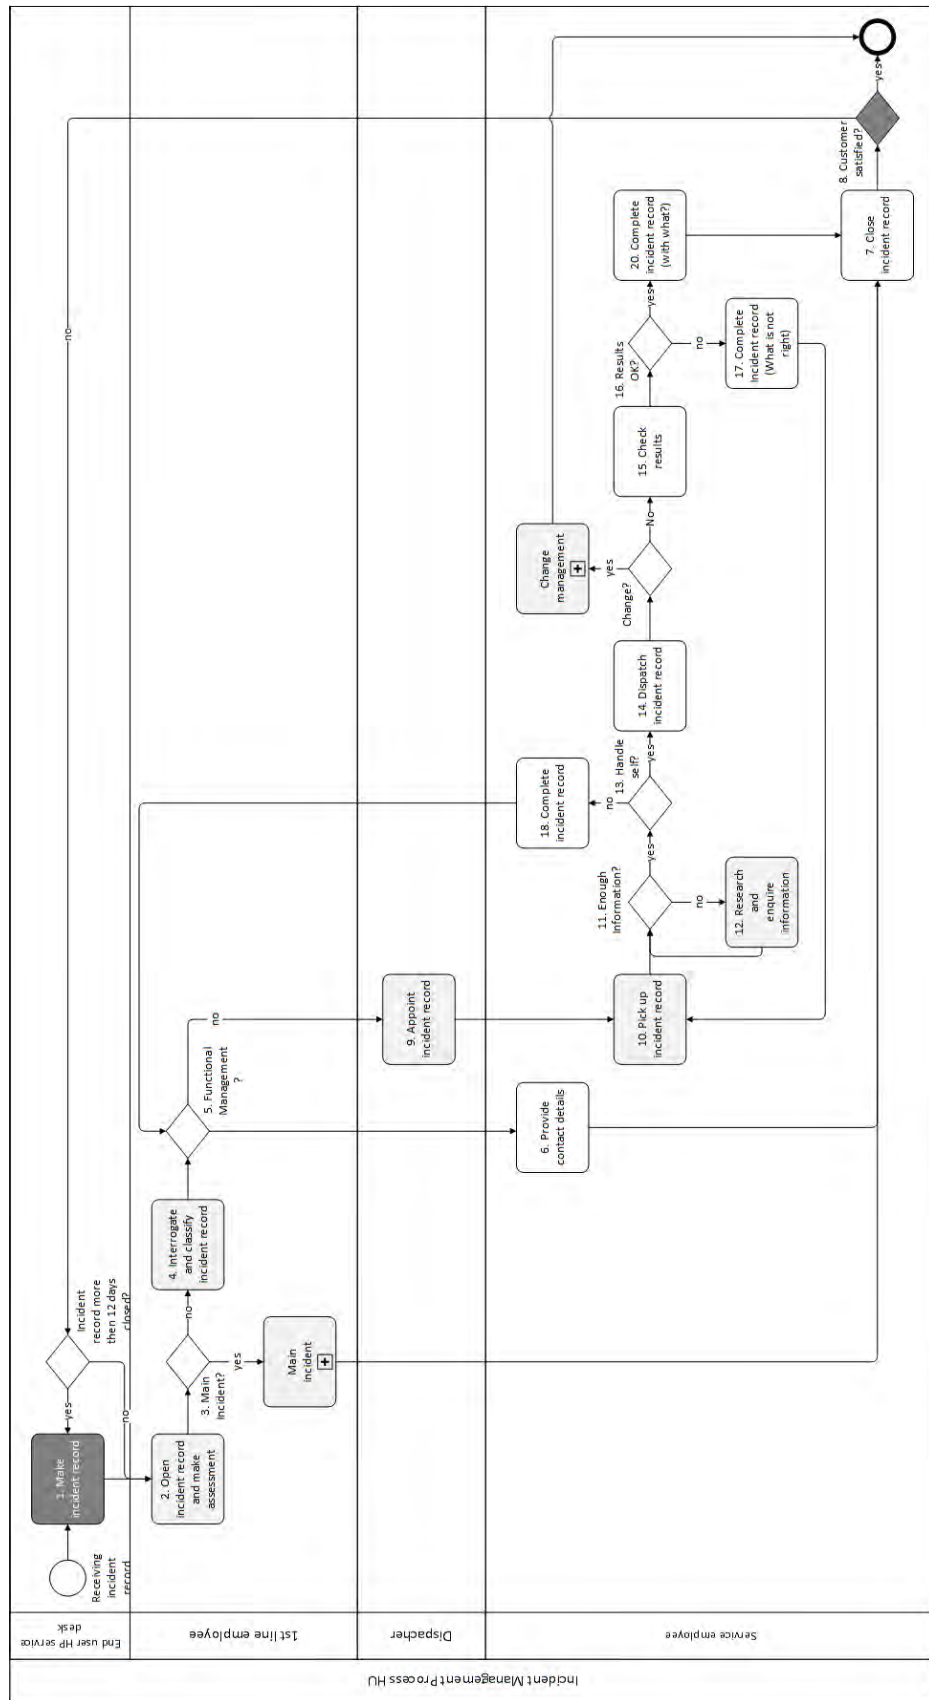 Incident Management Process HU
End user HP service
desk
1st line employee
Dispacher
Service employee
Receiving
incident
record
1. Make
incident record
yes
no
Incident
record more
then 12 days
closed?
no
2. Open
incident record
and make
assessment
3. Main
incident?
yes
no
Main
incident
4. Interrogate
and classify
incident record
5. Functional
Management
?
no
9. Appoint
incident record
6. Provide
contact details
10. Pick up
incident record
11. Enough
Information?
no
yes
12. Research
and
enquire
information
13. Handle
self?
no
yes
18. Complete
incident record
14. Dispatch
incident record
Change?
yes
No
Change
management
15. Check
results
16. Results
OK?
yes
no
20. Complete
incident record
(with what?)
17. Complete
Incident record
(What is not
right)
7. Close
incident record
8. Customer
satisfied?
yes